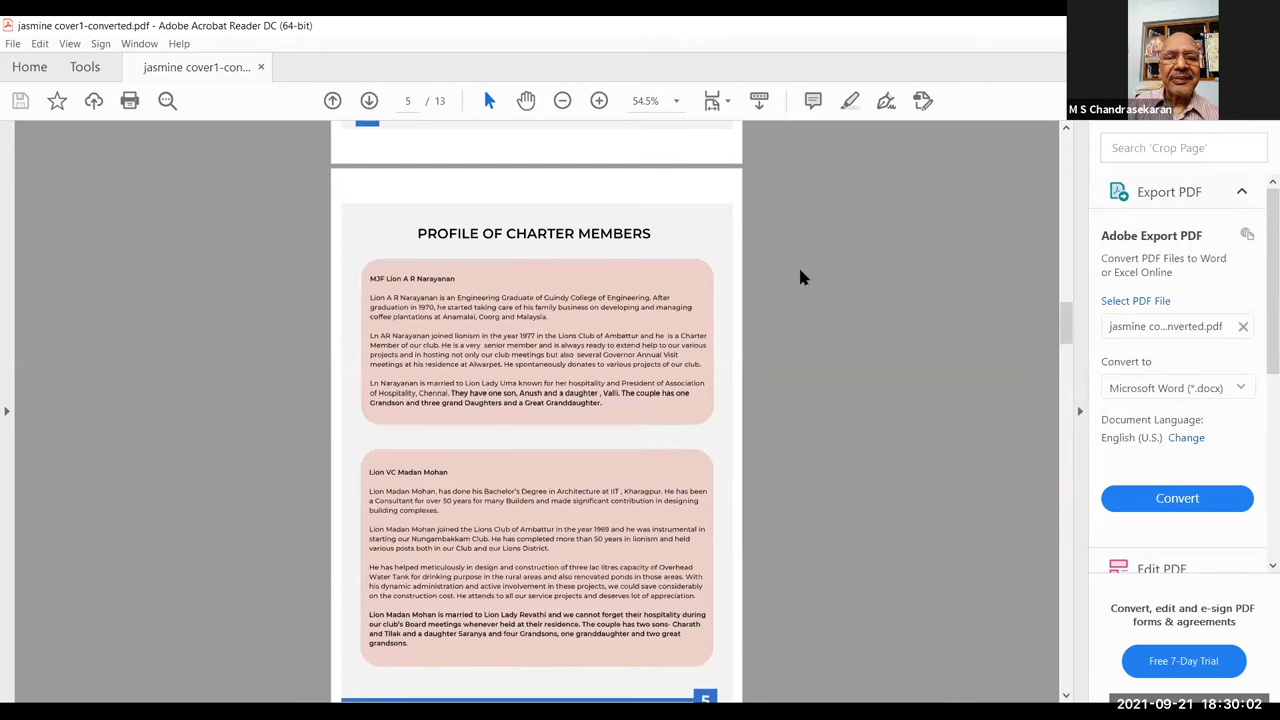 jasmine cover1-converted.pdf - Adobe Acrobat Reader DC (64-bit)
File Edit View Sign Window Help
Home Tools jasmine cover1-con... ×
5 / 13 54.5%
M S Chandrasekaran
PROFILE OF CHARTER MEMBERS
MJF Lion A R Narayanan
Lion A R Narayanan is an Engineering Graduate of Guindy College of Engineering. After
graduation in 1970, he started taking care of his family business on developing and managing
coffee plantations at Anamalai, Coorg and Malaysia.
Ln AR Narayanan joined lionism in the year 1977 in the Lions Club of Ambattur and he is a Charter
Member of our club. He is a very senior member and is always ready to extend help to our various
projects and in hosting not only our club meetings but also several Governor Annual Visit
meetings at his residence at Alwarpet. He spontaneously donates to various projects of our club.
Ln Narayanan is married to Lion Lady Uma known for her hospitality and President of Association
of Hospitality, Chennai. They have one son, Anush and a daughter , Valli. The couple has one
Grandson and three grand Daughters and a Great Granddaughter.
Lion VC Madan Mohan
Lion Madan Mohan, has done his Bachelor's Degree in Architecture at IIT , Kharagpur. He has been
a Consultant for over 50 years for many Builders and made significant contribution in designing
building complexes.
Lion Madan Mohan joined the Lions Club of Ambattur in the year 1969 and he was instrumental in
starting our Nungambakkam Club. He has completed more than 50 years in lionism and held
various posts both in our Club and our Lions District.
He has helped meticulously in design and construction of three lac litres capacity of Overhead
Water Tank for drinking purpose in the rural areas and also renovated ponds in those areas. With
his dynamic administration and active involvement in these projects, we could save considerably
on the construction cost. He attends to all our service projects and deserves lot of appreciation.
Lion Madan Mohan is married to Lion Lady Revathi and we cannot forget their hospitality during
our club's Board meetings whenever held at their residence. The couple has two sons- Charath
and Tilak and a daughter Saranya and four Grandsons, one granddaughter and two great
grandsons.
5
Search 'Crop Page'
Export PDF
Adobe Export PDF
Convert PDF Files to Word
or Excel Online
Select PDF File
jasmine co...nverted.pdf
Convert to
Microsoft Word (*.docx)
Document Language:
English (U.S.) Change
Convert
Edit PDF
Convert, edit and e-sign PDF
forms & agreements
Free 7-Day Trial
2021-09-21 18:30:02